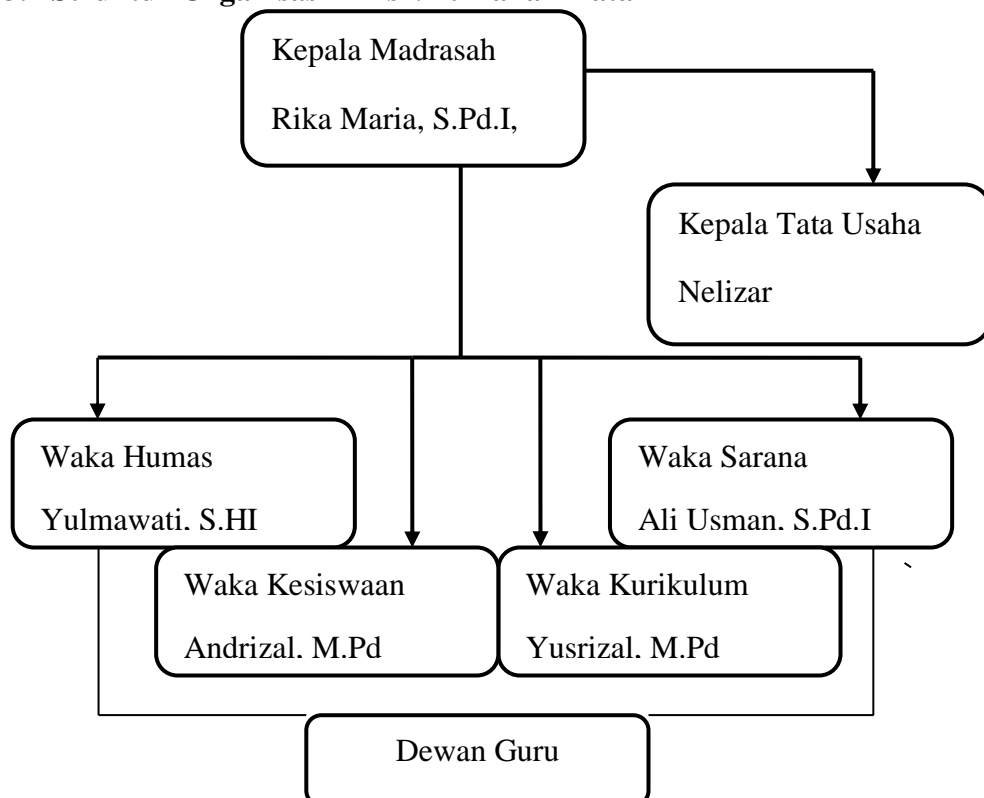 Kepala Madrasah
Rika Maria, S.Pd.I,
Kepala Tata Usaha
Nelizar
Waka Humas
Yulmawati, S.HI
Waka Sarana
Ali Usman, S.Pd.I
Waka Kesiswaan
Andrizal, M.Pd
Waka Kurikulum
Yusrizal, M.Pd
Dewan Guru